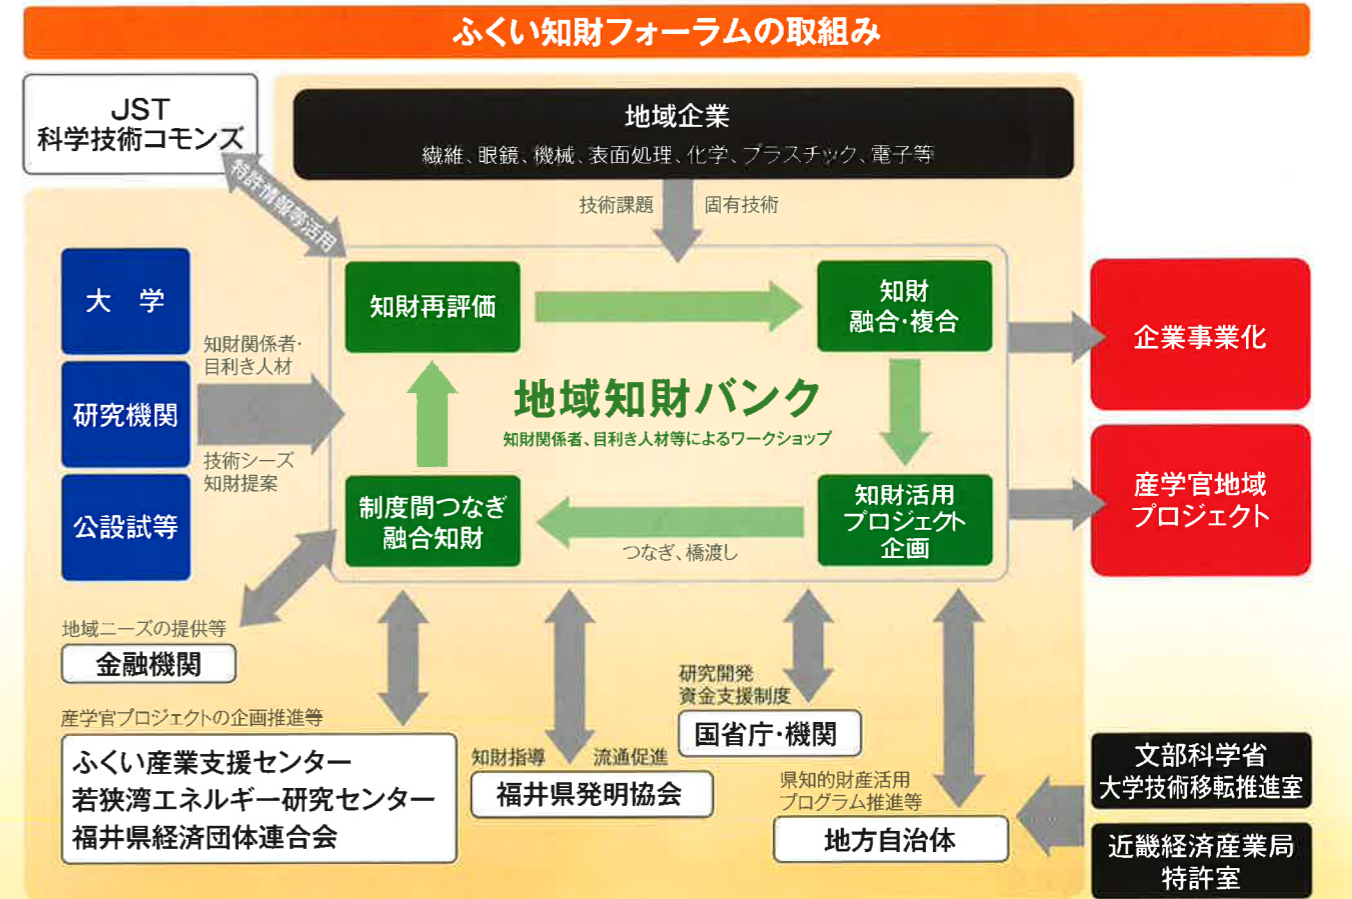 ふくい知財フォーラムの取組み
JST
科学技術コモンズ
地域企業
繊維、眼鏡、機械、表面処理、化学、プラスチック、電子等
特許情報等活用
技術課題
固有技術
大　学
研究機関
公設試等
知財関係者・
目利き人材
技術シーズ
知財提案
知財再評価
知財
融合・複合
地域知財バンク
知財関係者、目利き人材等によるワークショップ
制度間つなぎ
融合知財
知財活用
プロジェクト
企画
つなぎ、橋渡し
企業事業化
産学官地域
プロジェクト
地域ニーズの提供等
金融機関
産学官プロジェクトの企画推進等
ふくい産業支援センター
若狭湾エネルギー研究センター
福井県経済団体連合会
知財指導
流通促進
福井県発明協会
研究開発
資金支援制度
国省庁・機関
県知的財産活用
プログラム推進等
地方自治体
文部科学省
大学技術移転推進室
近畿経済産業局
特許室